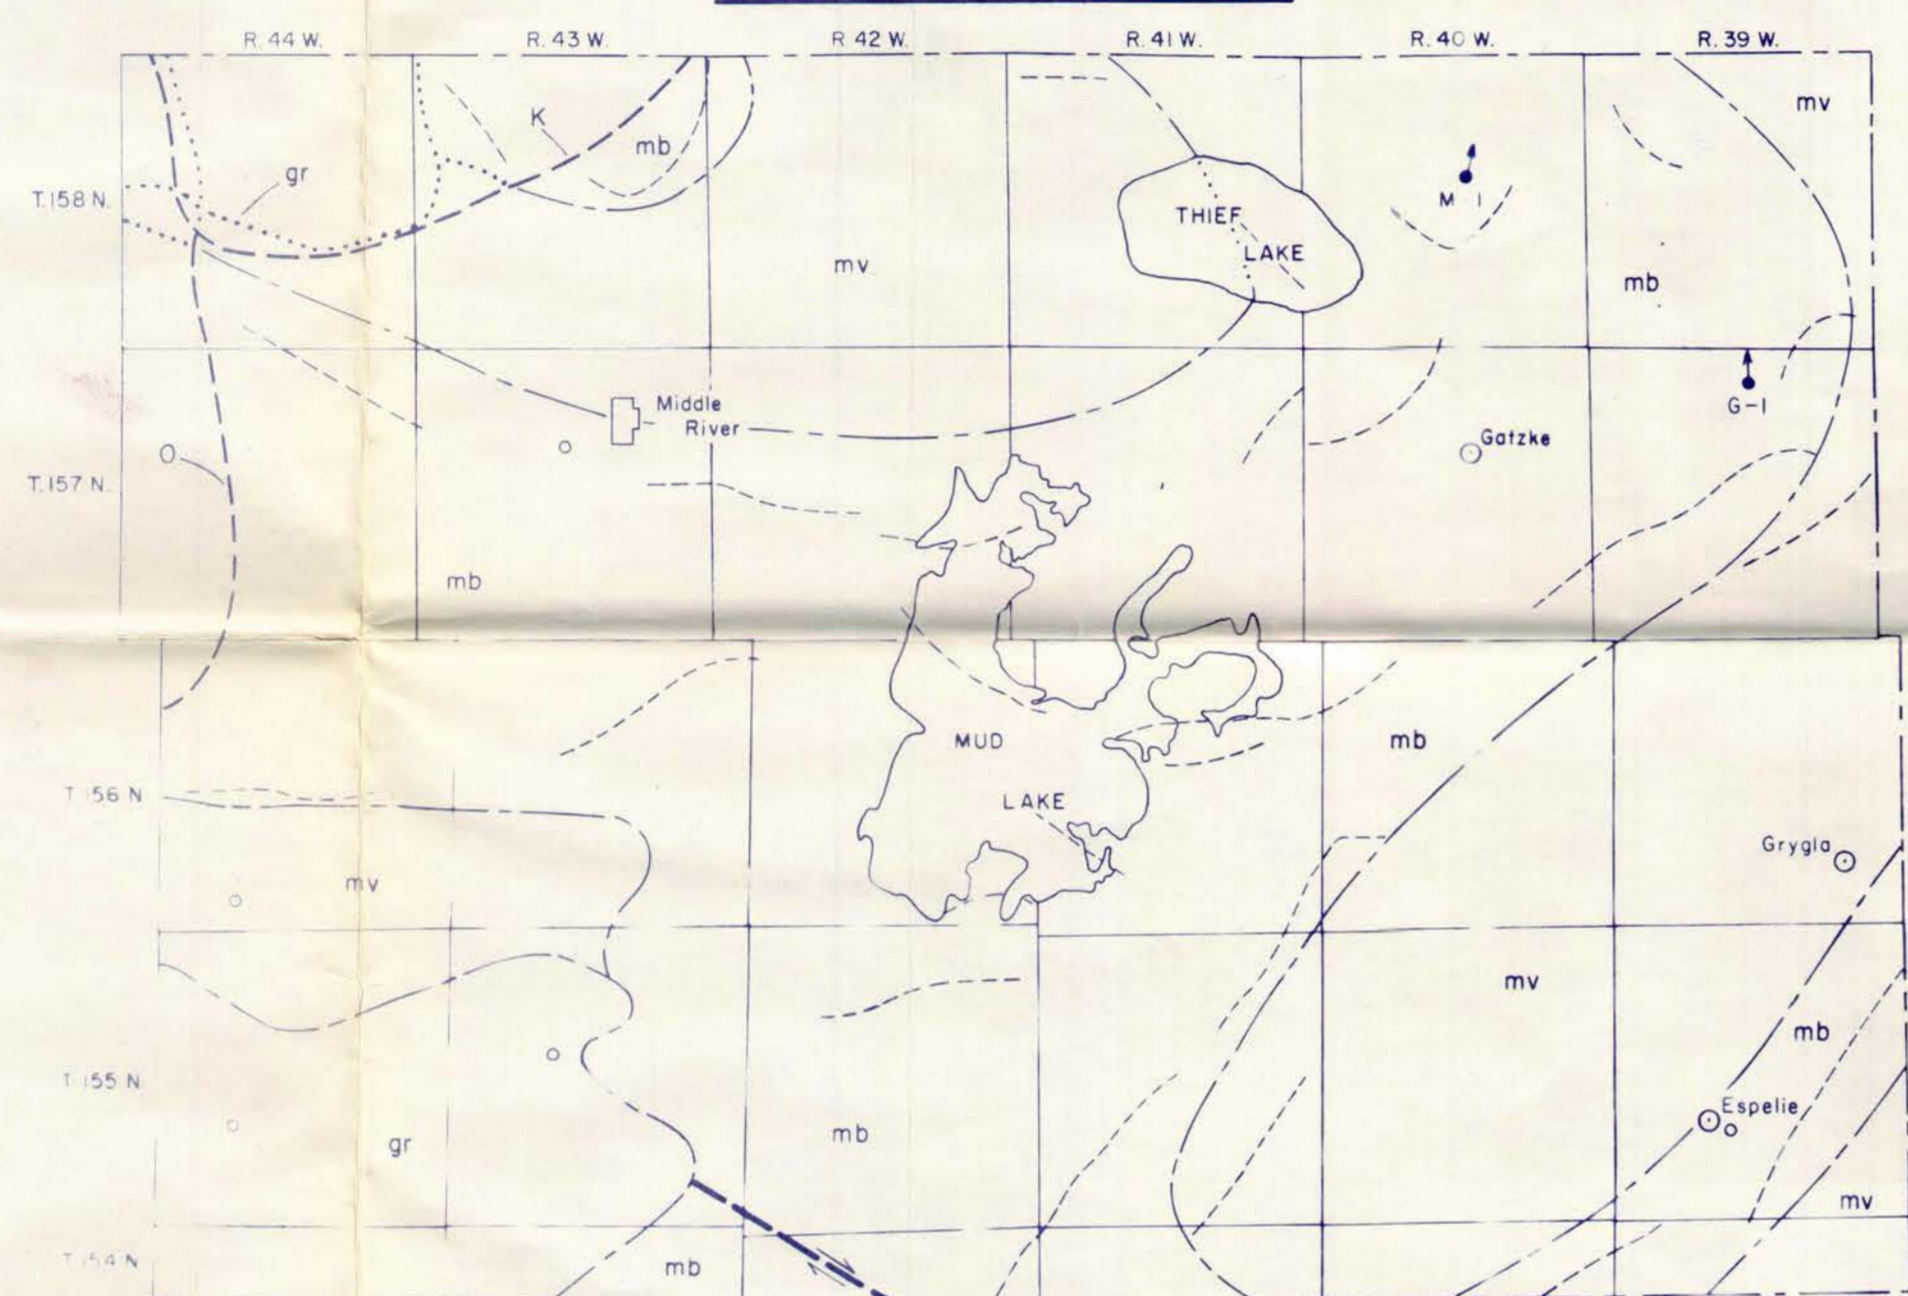 R. 44 W.
R. 43 W.
R 42 W.
R. 41 W.
R. 40 W.
R. 39 W.
mv
K
mb
gr
T.158 N.
M-1
THIEF
LAKE
mv
mb
G-1
Middle
River
Gatzke
O
T.157 N.
mb
MUD
mb
T 156 N
LAKE
Grygla
mv
mv
mb
T 155 N
Espelie
mb
gr
mv
T 154 N
mb